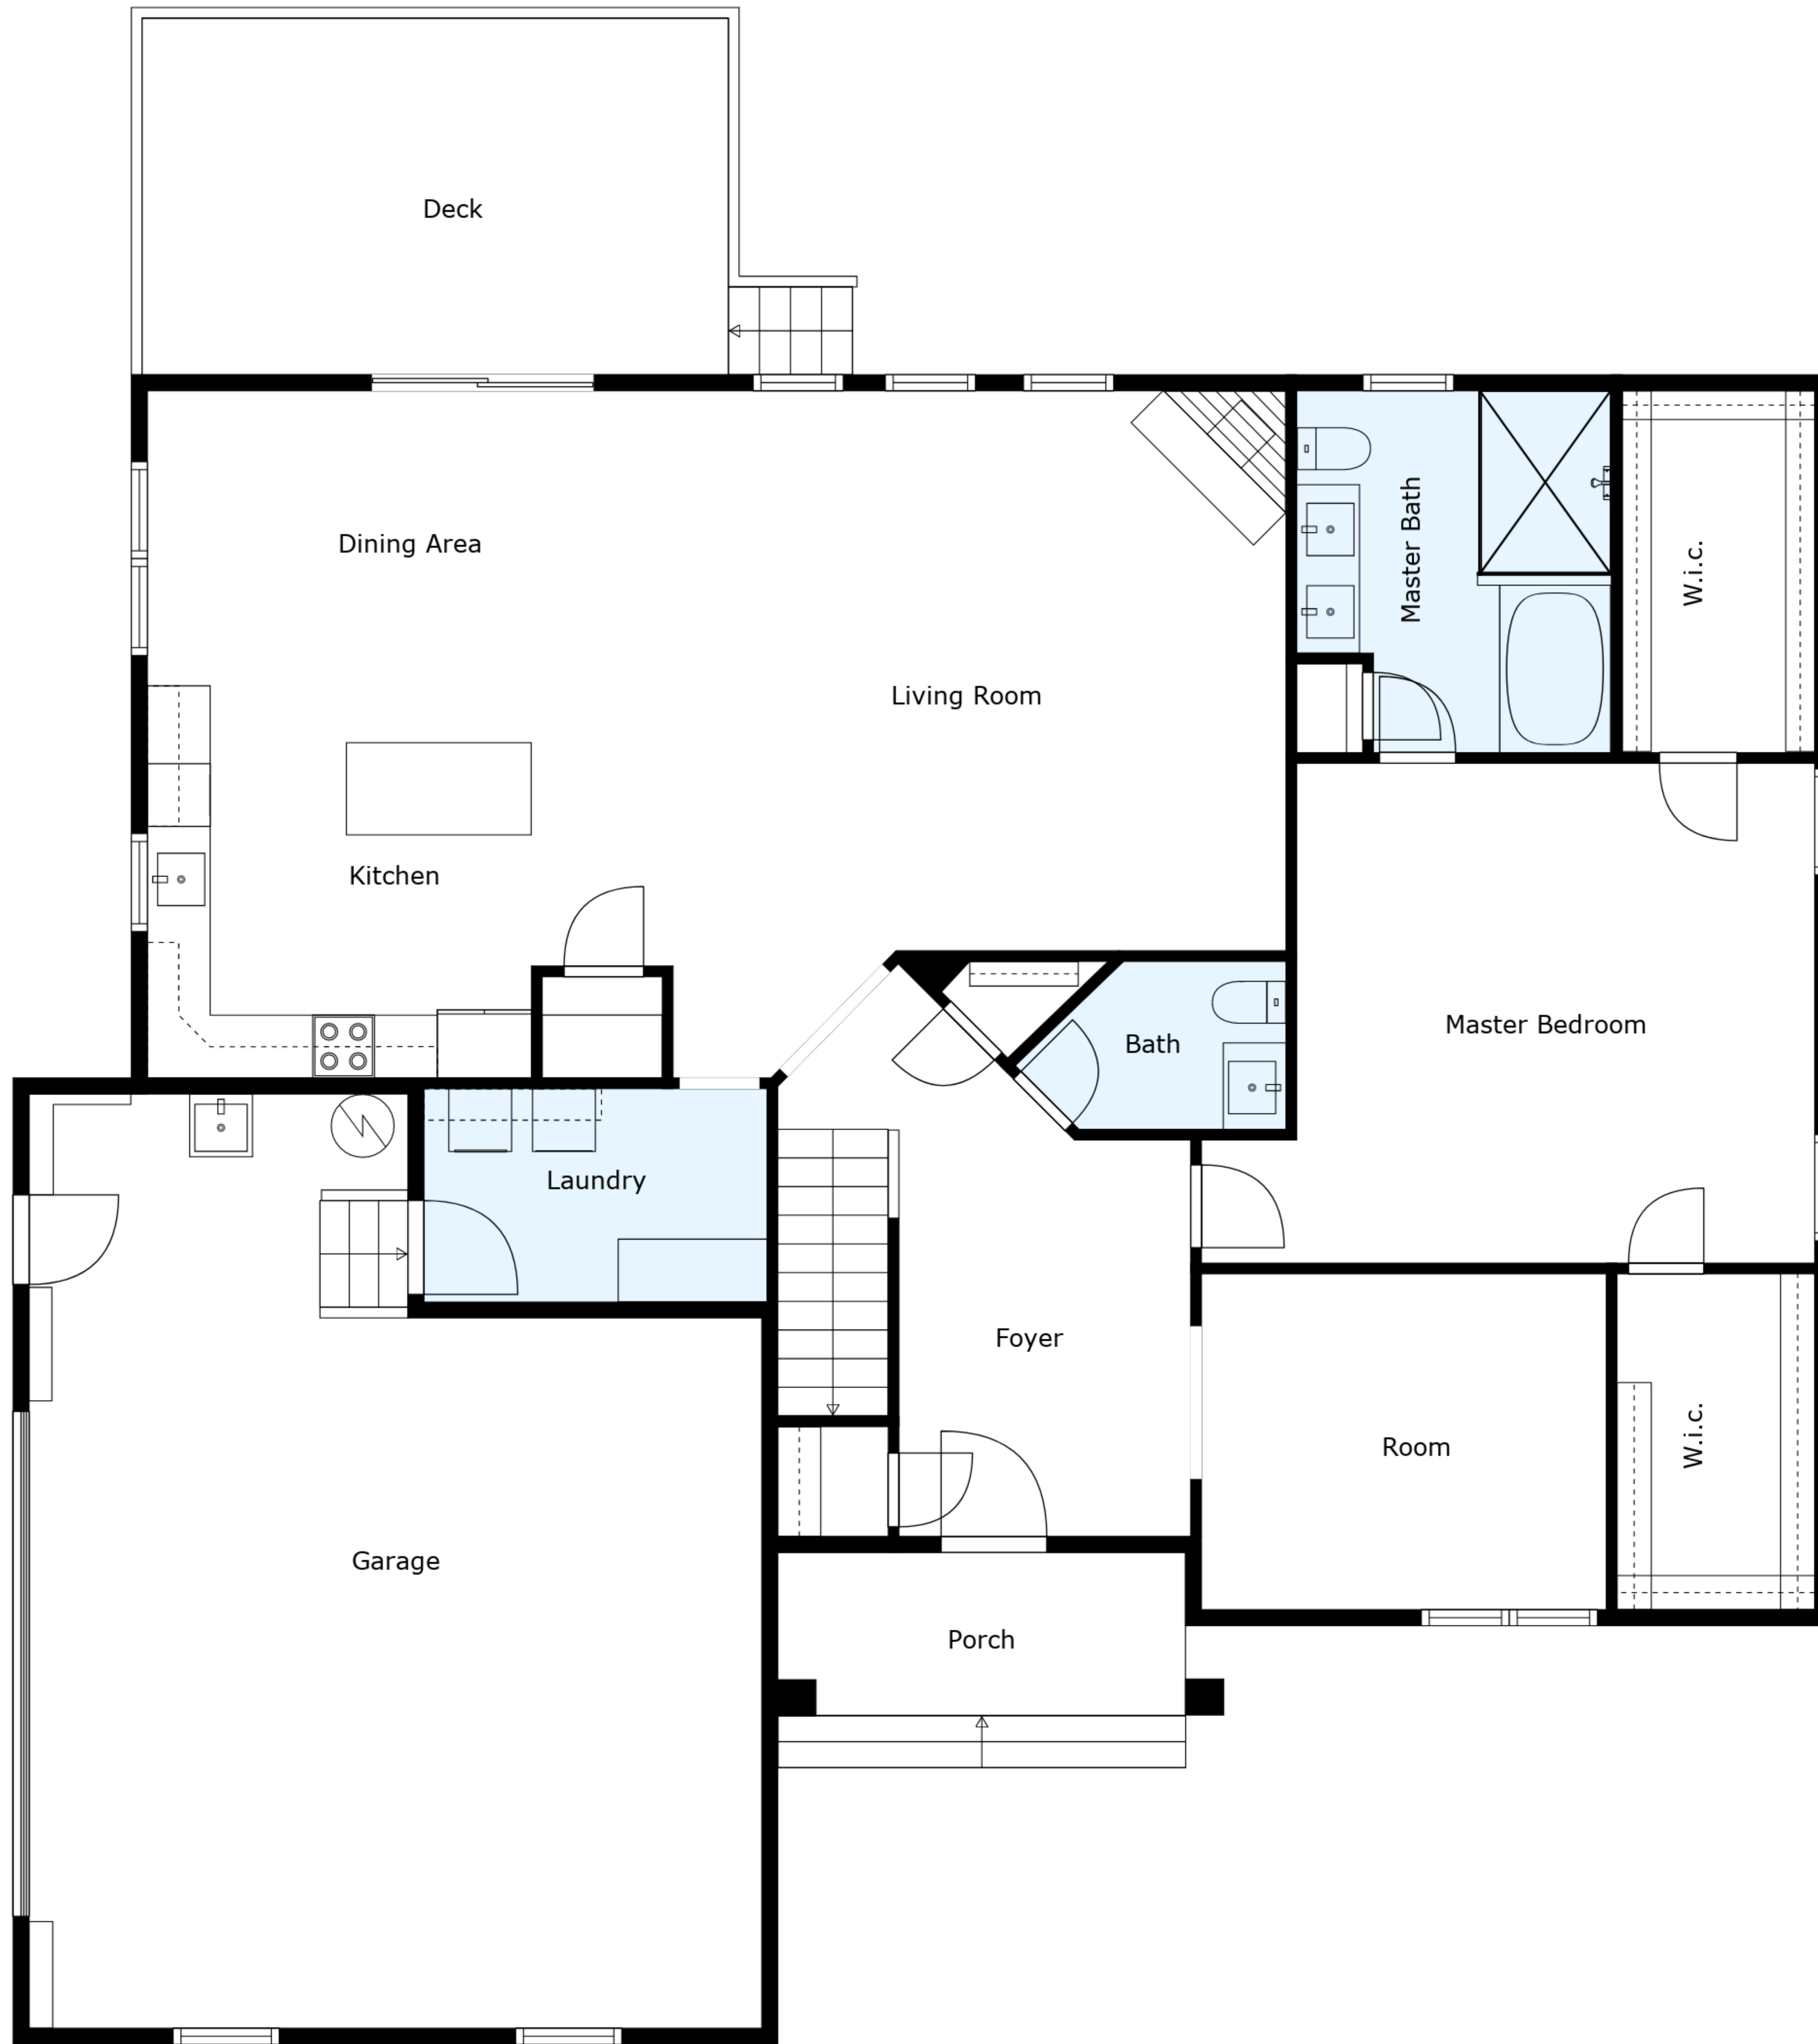 Deck
Dining Area
Master Bath
W.i.c.
Living Room
Kitchen
Master Bedroom
Bath
Laundry
Foyer
Room
W.i.c.
Garage
Porch